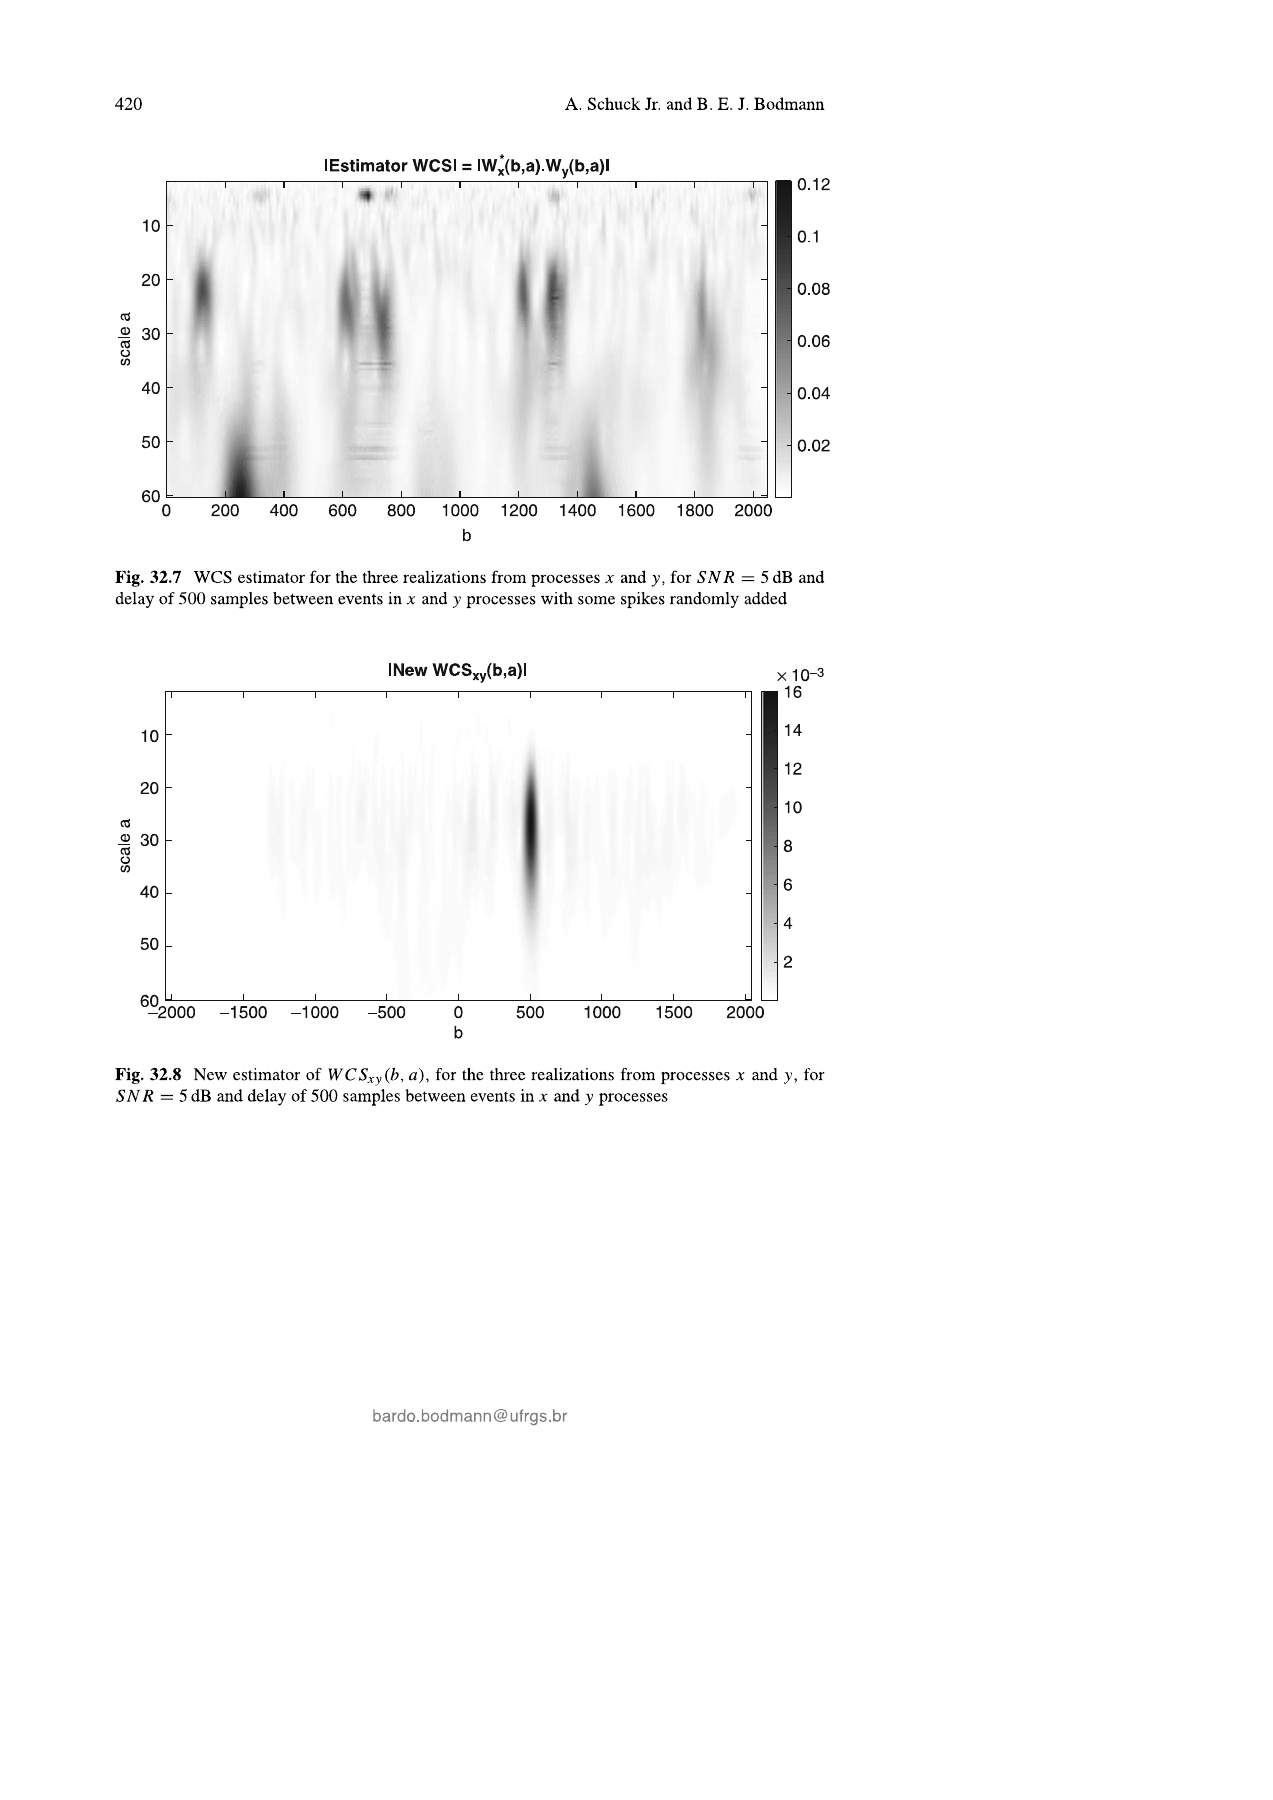 420
A. Schuck Jr. and B. E. J. Bodmann
|Estimator WCS| = |W*x(b,a).Wy(b,a)|
0.12
0.1
0.08
0.06
0.04
0.02
10
20
30
40
50
60
scale a
0 200 400 600 800 1000 1200 1400 1600 1800 2000
b
Fig. 32.7 WCS estimator for the three realizations from processes x and y, for SNR = 5 dB and
delay of 500 samples between events in x and y processes with some spikes randomly added
|New WCSxy(b,a)|
× 10–3
16
14
12
10
8
6
4
2
10
20
30
40
50
60
scale a
–2000 –1500 –1000 –500 0 500 1000 1500 2000
b
Fig. 32.8 New estimator of WCSxy(b, a), for the three realizations from processes x and y, for
SNR = 5 dB and delay of 500 samples between events in x and y processes
bardo.bodmann@ufrgs.br